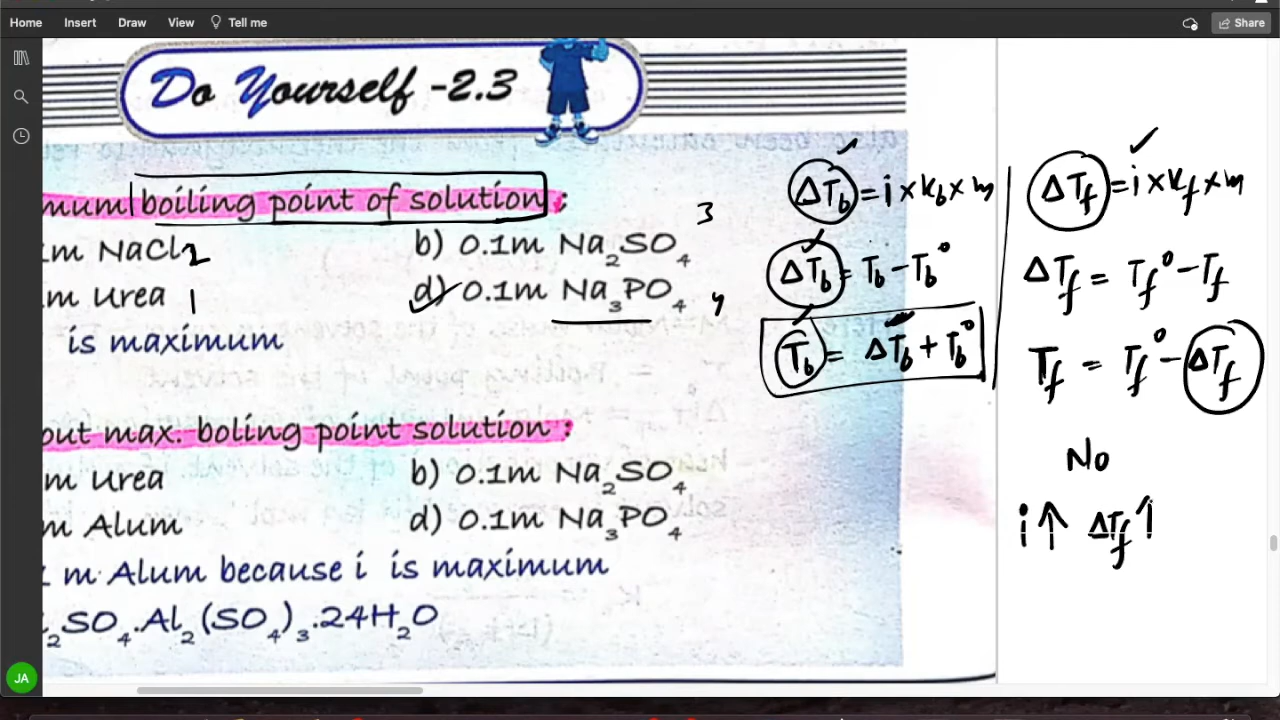 Home Insert Draw View Tell me Share
Do Yourself -2.3
mum boiling point of solution :
m NaCl 2 b) 0.1m Na2SO4 3
m Urea 1 d) 0.1m Na3PO4 4
is maximum
out max. boling point solution :
m Urea b) 0.1m Na2SO4
m Alum d) 0.1m Na3PO4
m Alum because i is maximum
2SO4.Al2(SO4)3.24H2O
ΔTb = i × kb × m
ΔTb = Tb - Tb°
Tb = ΔTb + Tb°
ΔTf = i × kf × m
ΔTf = Tf° - Tf
Tf = Tf° - ΔTf
No
i↑ ΔTf↑
JA